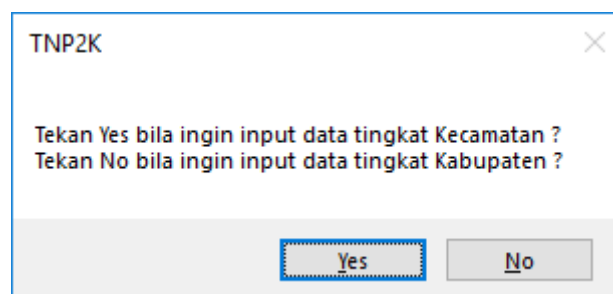 TNP2K
Tekan Yes bila ingin input data tingkat Kecamatan ?
Tekan No bila ingin input data tingkat Kabupaten ?
Yes
No